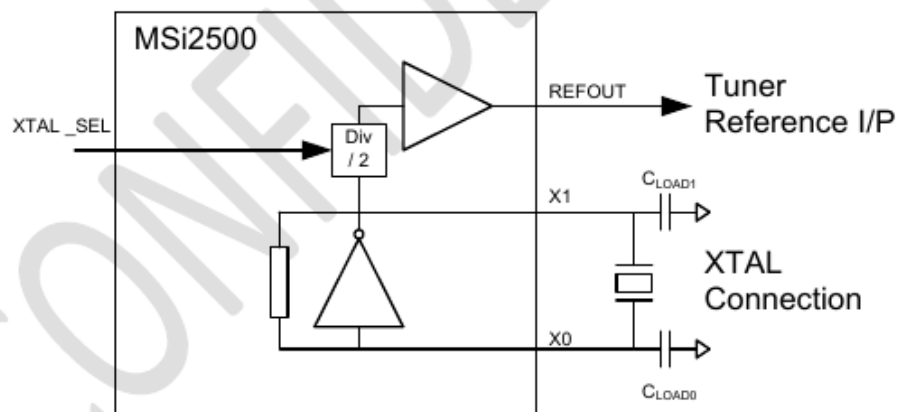 MSi2500
XTAL _SEL
Div
/ 2
REFOUT
Tuner
Reference I/P
X1
CLOAD1
XTAL
Connection
X0
CLOAD0